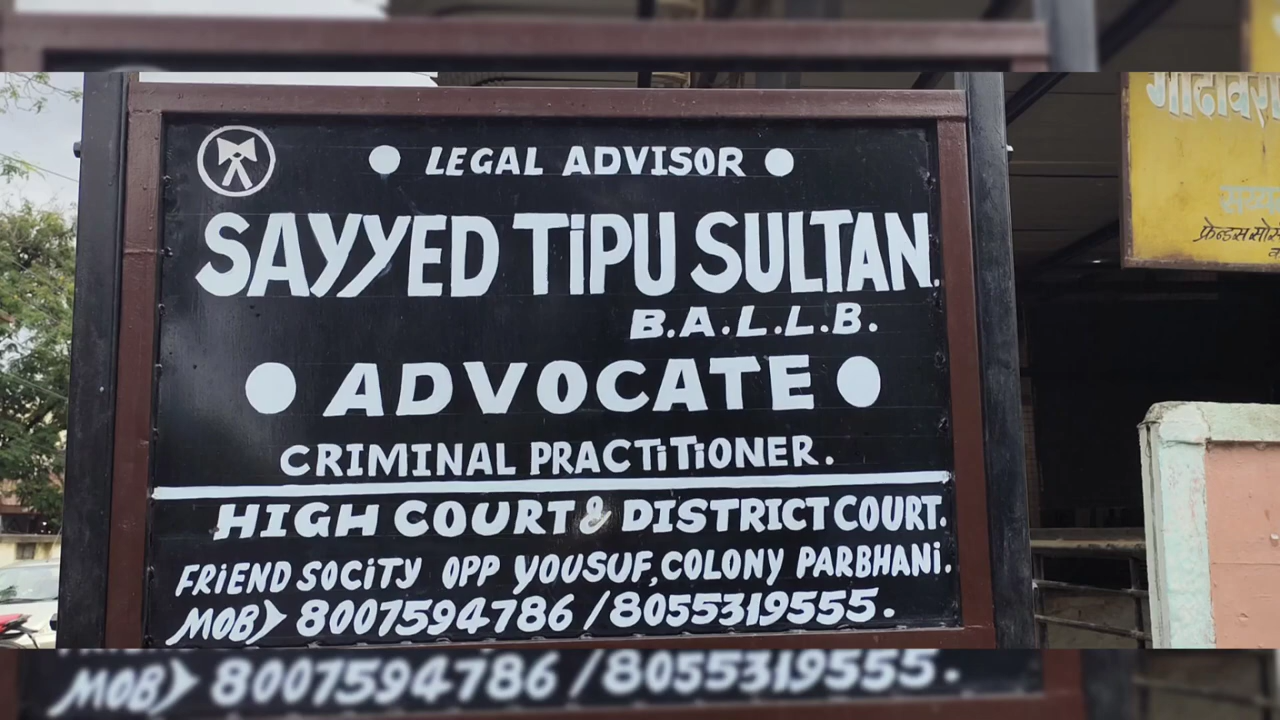 LEGAL ADVISOR
SAYYED TiPU SULTAN.
B.A.L.L.B.
ADVOCATE
CRIMINAL PRACTiTiONER.
HIGH COURT & DISTRICT COURT.
FRiEND SOCiTY OPP YOUSUF, COLONY PARBHANi.
MOB> 8007594786 / 8055319555.
MOB> 8007594786 / 8055319555.